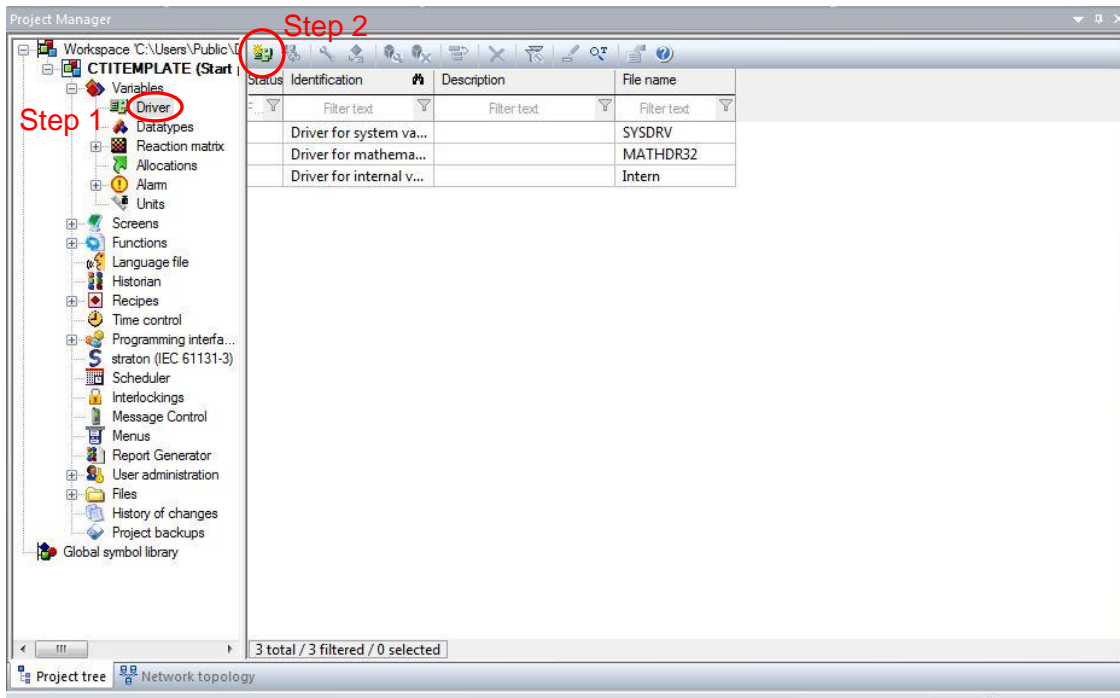 Project Manager
Step 2
Workspace 'C:\Users\Public\D
CTITEMPLATE (Start
Variables
Driver
Step 1
Datatypes
Reaction matrix
Allocations
Alarm
Units
Screens
Functions
Language file
Historian
Recipes
Time control
Programming interfa...
straton (IEC 61131-3)
Scheduler
Interlockings
Message Control
Menus
Report Generator
User administration
Files
History of changes
Project backups
Global symbol library
Status Identification Description File name
F... Filter text Filter text Filter text
Driver for system va... SYSDRV
Driver for mathema... MATHDR32
Driver for internal v... Intern
3 total / 3 filtered / 0 selected
Project tree Network topology